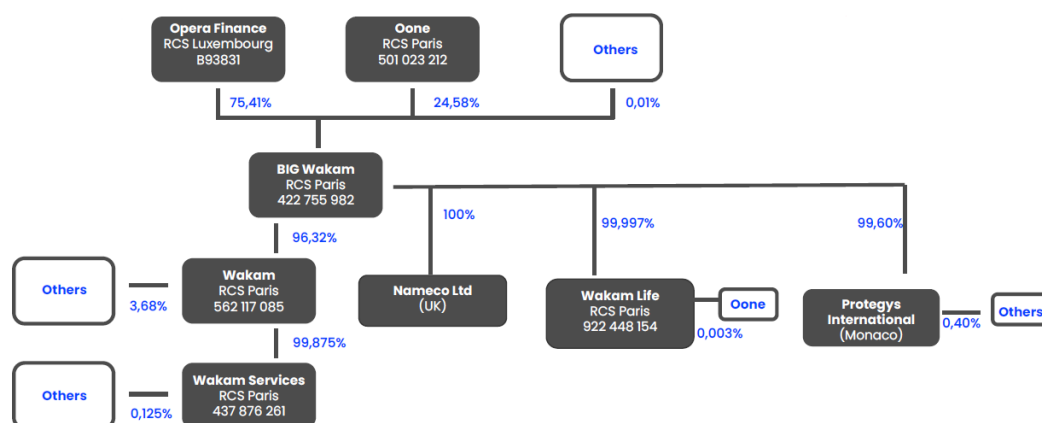 Opera Finance
RCS Luxembourg
B93831
Oone
RCS Paris
501 023 212
Others
75,41%
24,58%
0,01%
BIG Wakam
RCS Paris
422 755 982
96,32%
100%
99,997%
99,60%
Others
3,68%
Wakam
RCS Paris
562 117 085
Nameco Ltd
(UK)
Wakam Life
RCS Paris
922 448 154
Oone
0,003%
Protegys
International
(Monaco)
0,40%
Others
99,875%
Others
0,125%
Wakam Services
RCS Paris
437 876 261